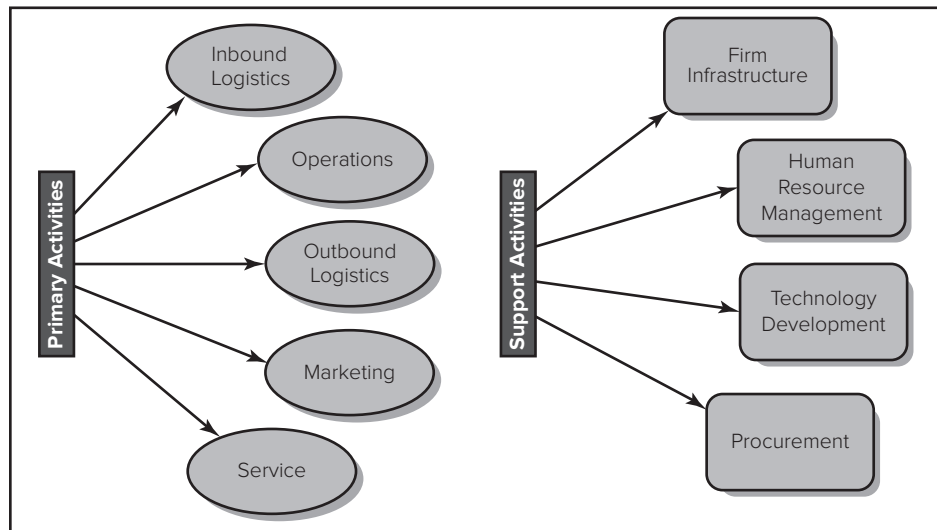 Primary Activities
Inbound
Logistics
Operations
Outbound
Logistics
Marketing
Service
Support Activities
Firm
Infrastructure
Human
Resource
Management
Technology
Development
Procurement